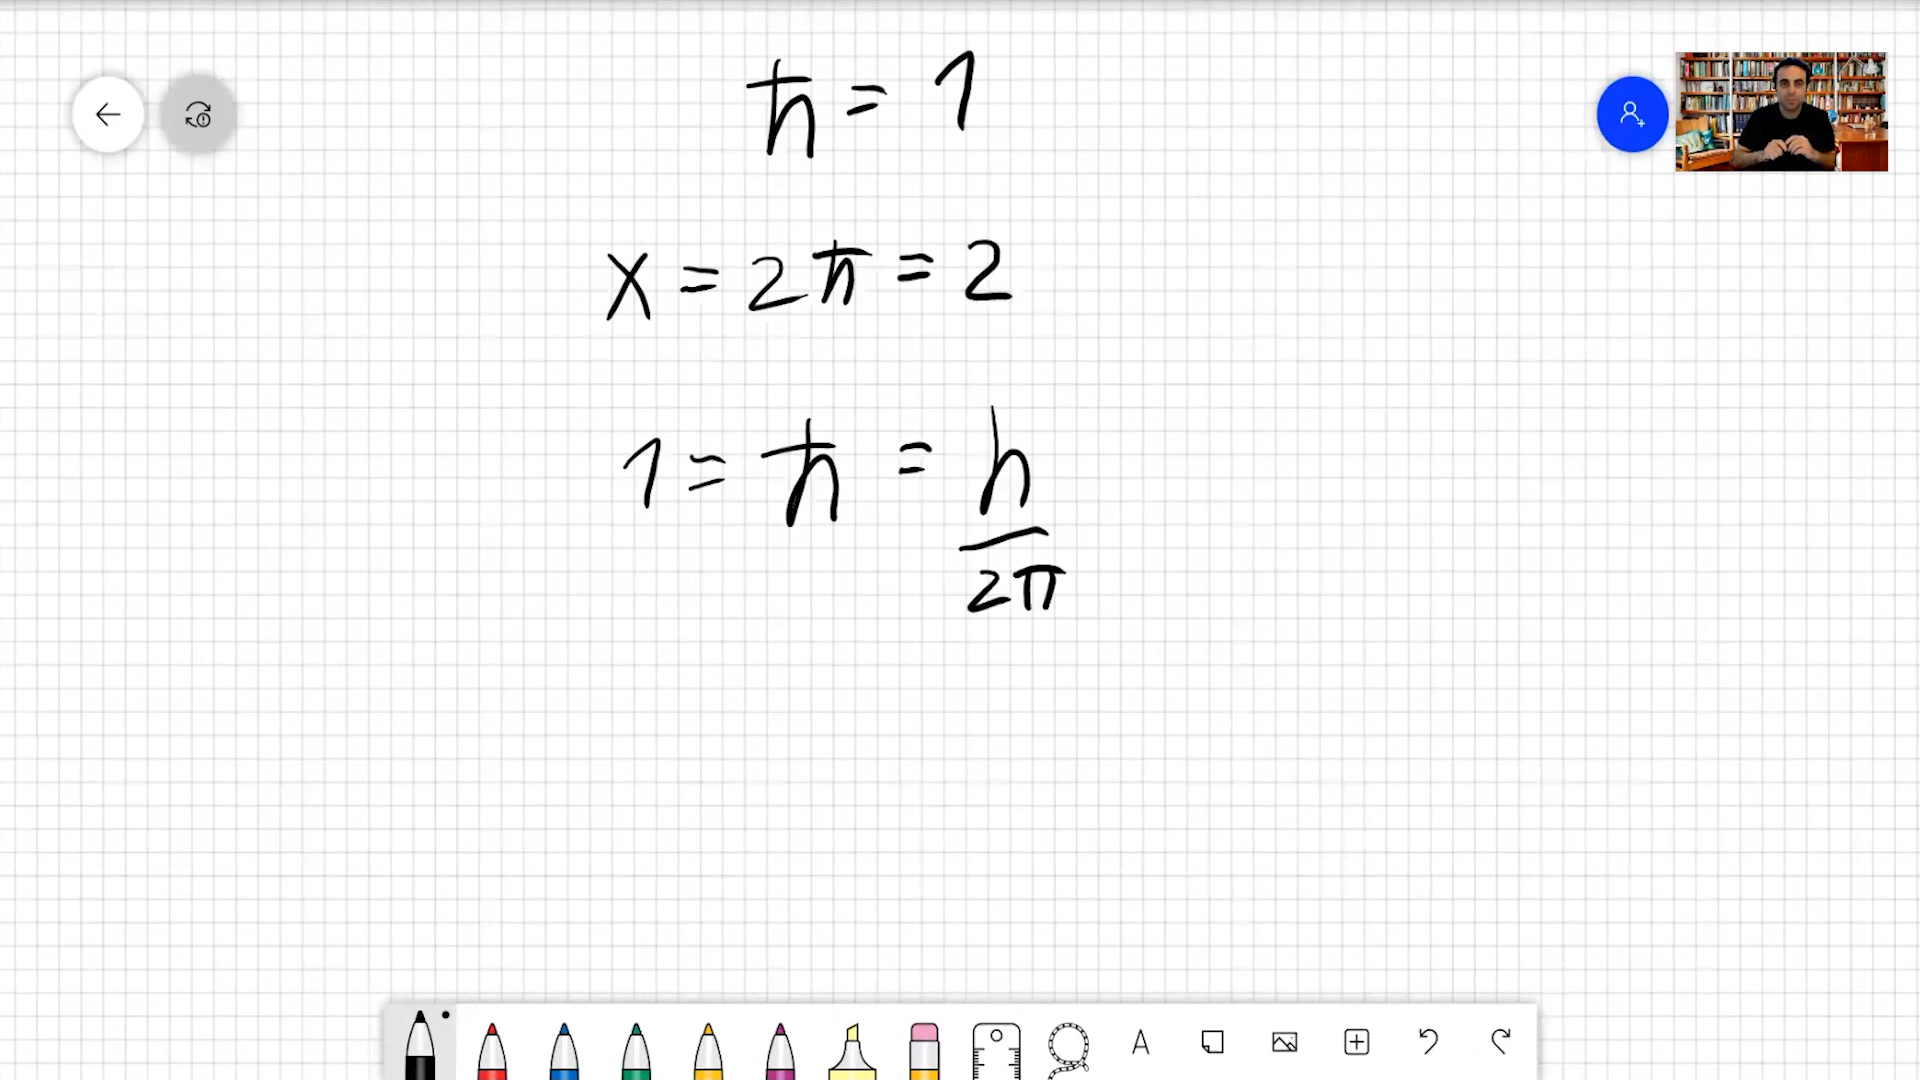 ħ = 1
x = 2ħ = 2
1 = ħ = h
2π
A